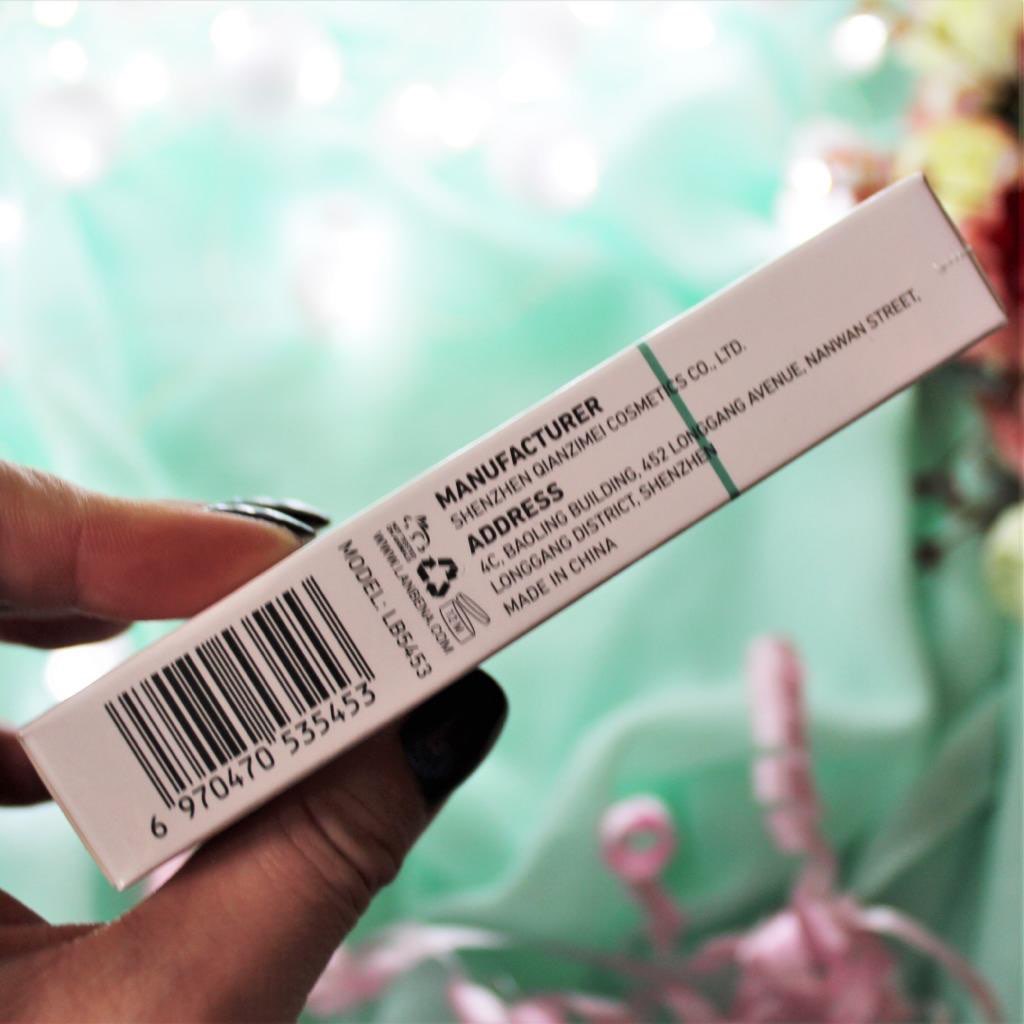 MANUFACTURER
SHENZHEN QIANZIMEI COSMETICS CO., LTD.
ADDRESS
4C, BAOLING BUILDING, 452 LONGGANG AVENUE, NANWAN STREET,
LONGGANG DISTRICT, SHENZHEN
MADE IN CHINA
WWW.LANBENA.COM
MODEL: LB5453
6 970470 535453